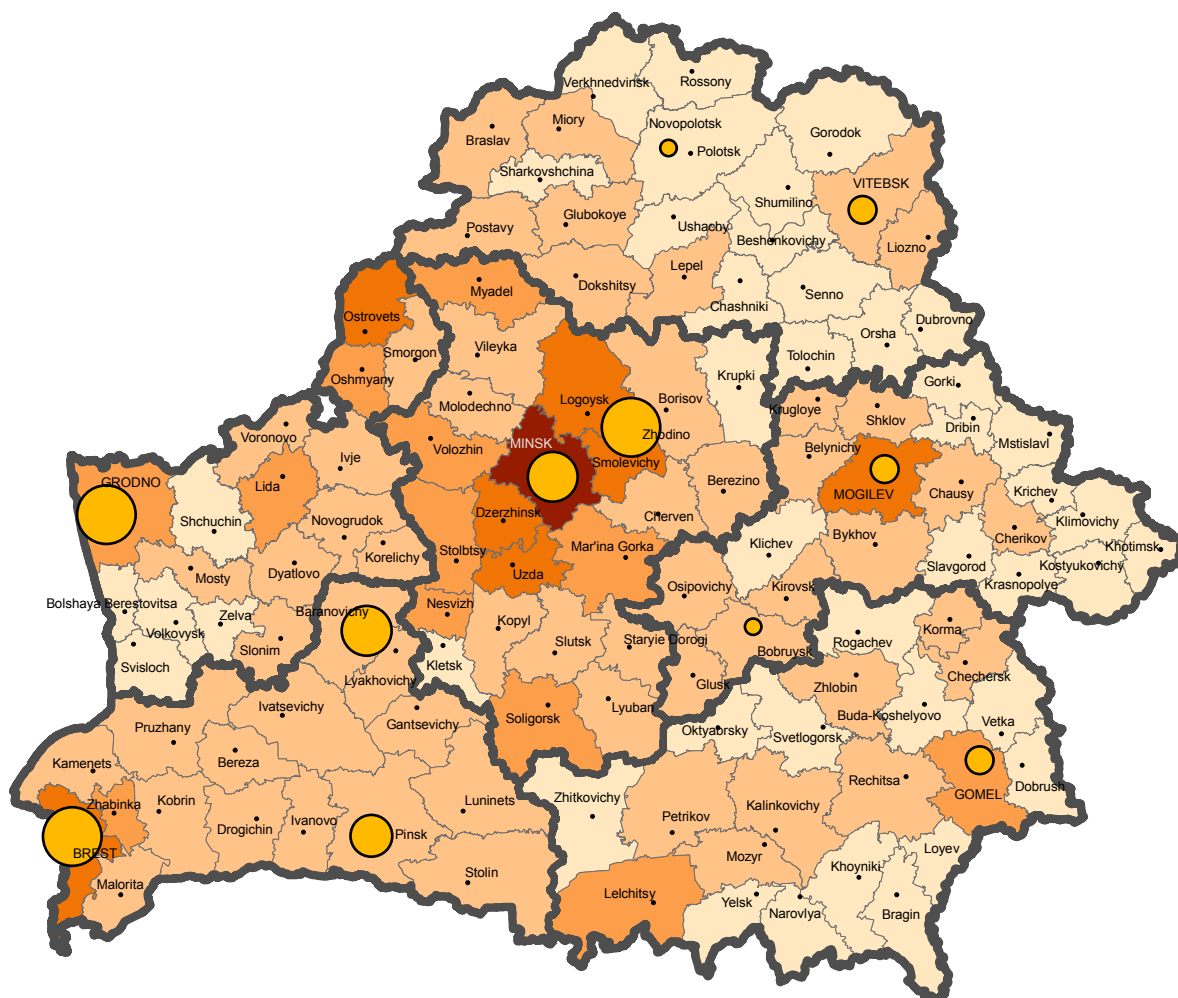 Verkhnedvinsk
Rossony
Braslav
Miory
Novopolotsk
Polotsk
Gorodok
Sharkovshchina
VITEBSK
Shumilino
Postavy
Glubokoye
Ushachy
Beshenkovichy
Liozno
Dokshitsy
Lepel
Chashniki
Senno
Myadel
Ostrovets
Smorgon
Oshmyany
Vileyka
Orsha
Dubrovno
Tolochin
Krupki
Molodechno
Logoysk
Borisov
Zhodino
Krugloye
Shklov
Gorki
Dribin
Mstislavl
Voronovo
Ivje
Volozhin
MINSK
Smolevichy
Belynichy
GRODNO
Lida
Shchuchin
Novogrudok
Korelichy
Dzerzhinsk
Berezino
Cherven
MOGILEV
Chausy
Krichev
Klimovichy
Cherikov
Khotimsk
Mosty
Dyatlovo
Stolbtsy
Uzda
Mar'ina Gorka
Klichev
Bykhov
Slavgorod
Krasnopolye
Kostyukovichy
Bolshaya Berestovitsa
Zelva
Volkovysk
Svisloch
Slonim
Baranovichy
Nesvizh
Kopyl
Osipovichy
Kirovsk
Lyakhovichy
Kletsk
Slutsk
Staryie Dorogi
Bobruysk
Rogachev
Korma
Chechersk
Pruzhany
Ivatsevichy
Gantsevichy
Soligorsk
Lyuban
Glusk
Zhlobin
Buda-Koshelyovo
Vetka
Kamenets
Bereza
Oktyabrsky
Svetlogorsk
Zhabinka
Kobrin
Drogichin
Ivanovo
Pinsk
Luninets
Zhitkovichy
Petrikov
Kalinkovichy
Rechitsa
GOMEL
Dobrush
BREST
Malorita
Stolin
Mozyr
Loyev
Khoyniki
Lelchitsy
Yelsk
Narovlya
Bragin